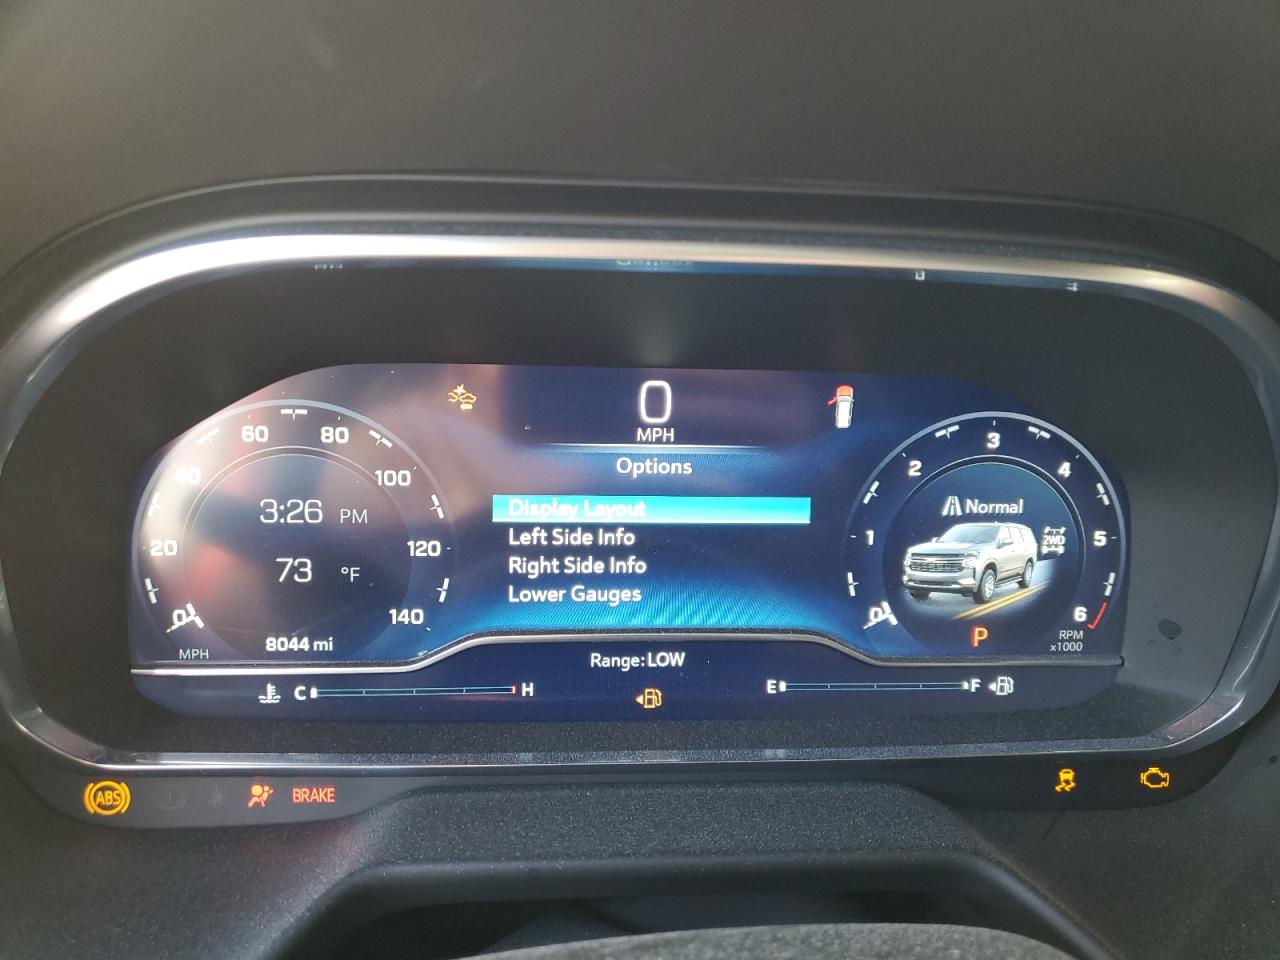 0
MPH
Options
Display Layout
Left Side Info
Right Side Info
Lower Gauges
0
20
40
60
80
100
120
140
MPH
3:26 PM
73 °F
8044 mi
0
1
2
3
4
5
6
RPM
x1000
Normal
2WD
P
Range:LOW
C H
E F
ABS
BRAKE